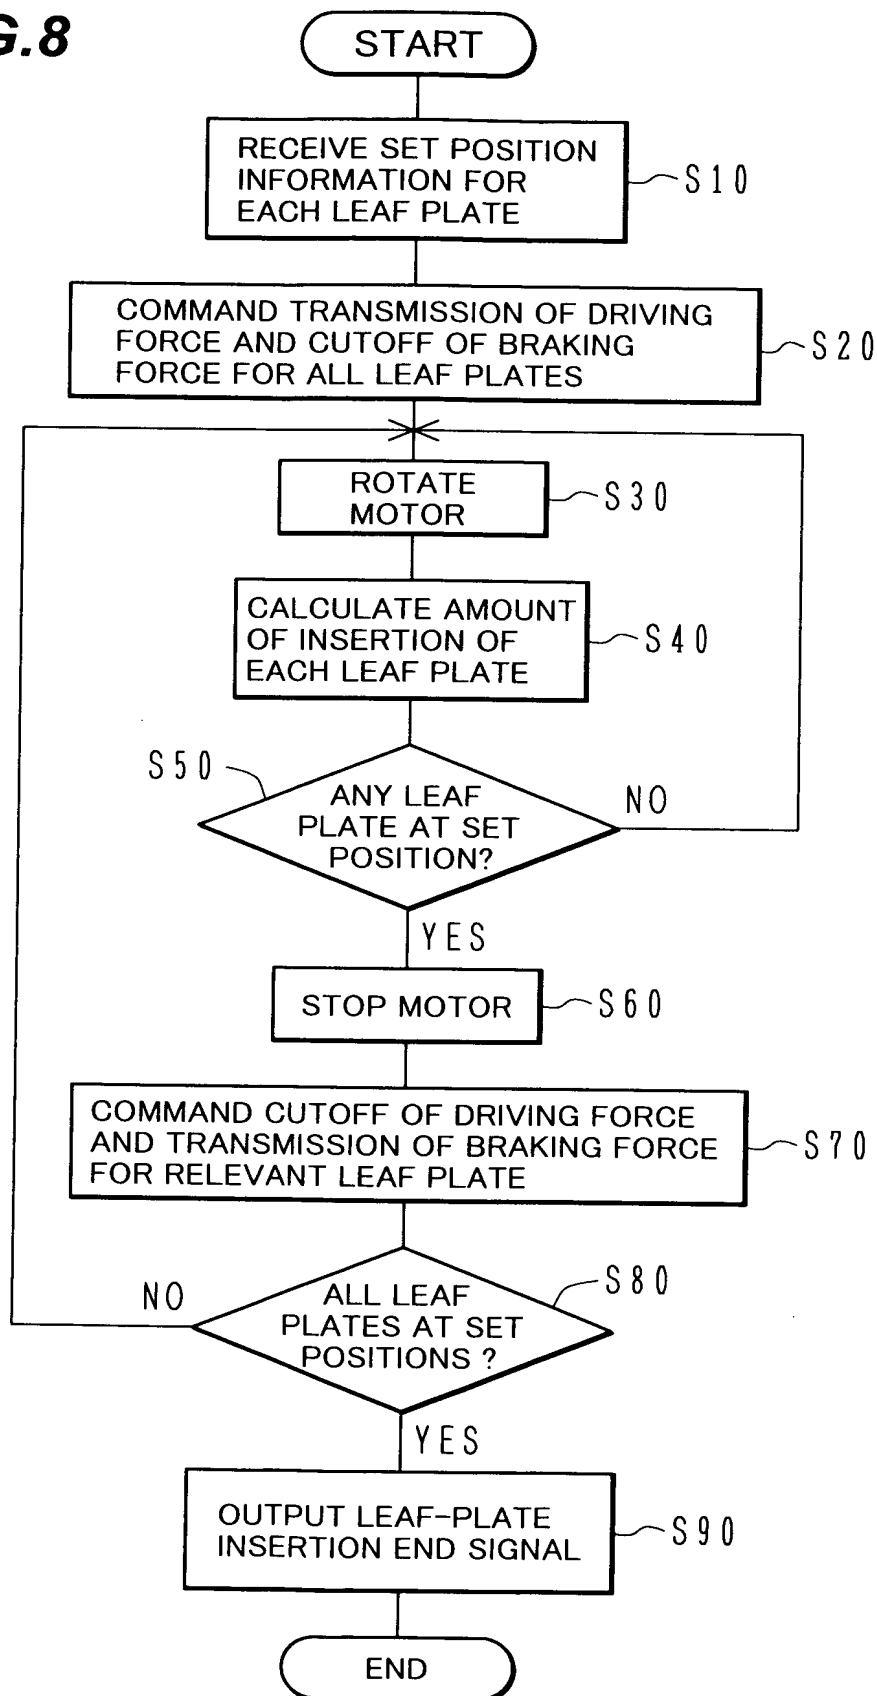 G.8
START
RECEIVE SET POSITION
INFORMATION FOR
EACH LEAF PLATE
S10
COMMAND TRANSMISSION OF DRIVING
FORCE AND CUTOFF OF BRAKING
FORCE FOR ALL LEAF PLATES
S20
ROTATE
MOTOR
S30
CALCULATE AMOUNT
OF INSERTION OF
EACH LEAF PLATE
S40
S50
ANY LEAF
PLATE AT SET
POSITION?
NO
YES
STOP MOTOR
S60
COMMAND CUTOFF OF DRIVING FORCE
AND TRANSMISSION OF BRAKING FORCE
FOR RELEVANT LEAF PLATE
S70
NO
ALL LEAF
PLATES AT SET
POSITIONS ?
S80
YES
OUTPUT LEAF-PLATE
INSERTION END SIGNAL
S90
END